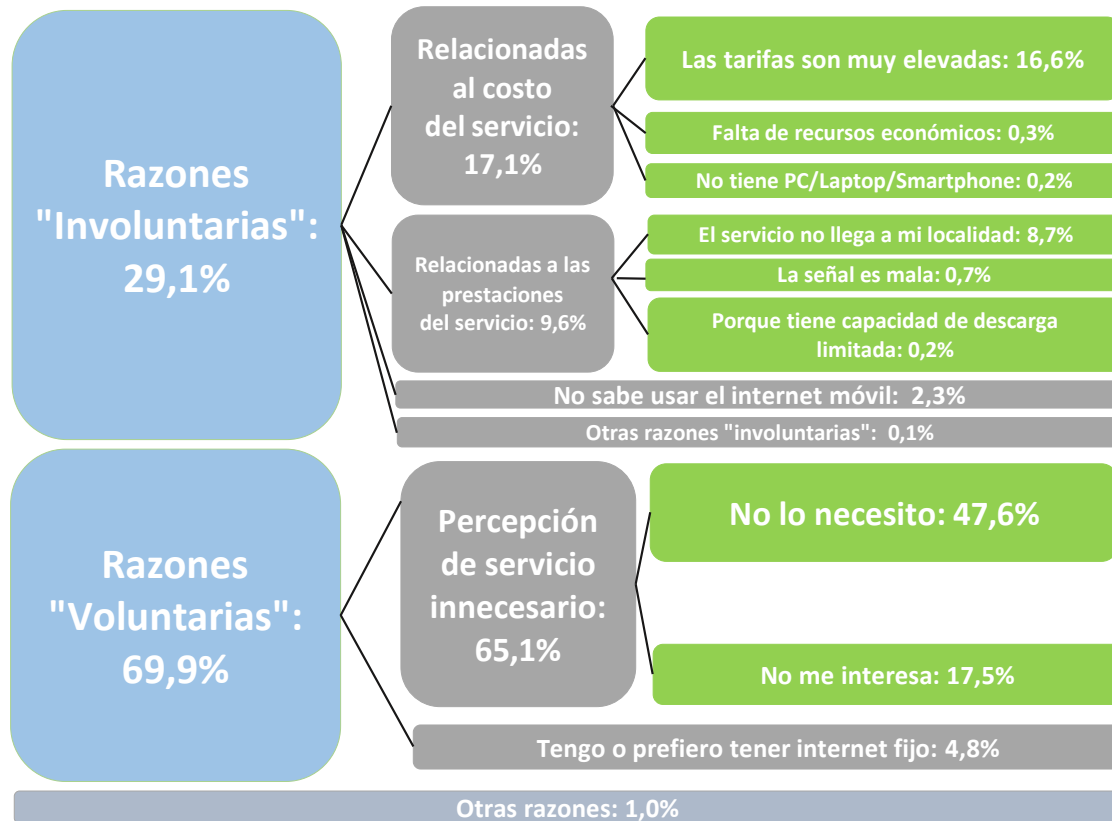 Razones
"Involuntarias":
29,1%
Relacionadas
al costo
del servicio:
17,1%
Las tarifas son muy elevadas: 16,6%
Falta de recursos económicos: 0,3%
No tiene PC/Laptop/Smartphone: 0,2%
Relacionadas a las
prestaciones
del servicio: 9,6%
El servicio no llega a mi localidad: 8,7%
La señal es mala: 0,7%
Porque tiene capacidad de descarga
limitada: 0,2%
No sabe usar el internet móvil: 2,3%
Otras razones "involuntarias": 0,1%
Razones
"Voluntarias":
69,9%
Percepción
de servicio
innecesario:
65,1%
No lo necesito: 47,6%
No me interesa: 17,5%
Tengo o prefiero tener internet fijo: 4,8%
Otras razones: 1,0%